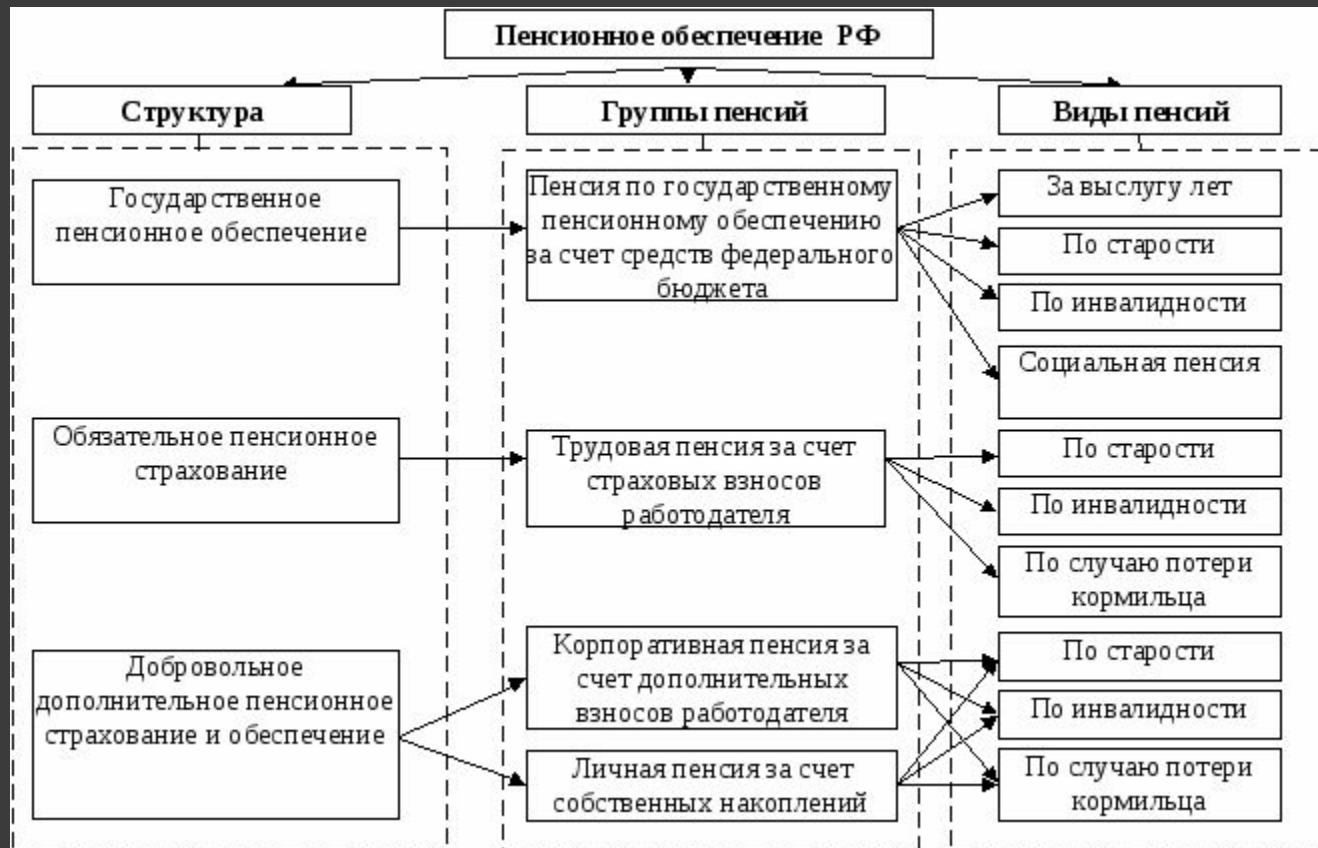 Пенсионное обеспечение РФ
Структура
Группы пенсий
Виды пенсий
Государственное
пенсионное обеспечение
Пенсия по государственному
пенсионному обеспечению
за счет средств федерального
бюджета
За выслугу лет
По старости
По инвалидности
Социальная пенсия
Обязательное пенсионное
страхование
Трудовая пенсия за счет
страховых взносов
работодателя
По старости
По инвалидности
По случаю потери
кормильца
Добровольное
дополнительное пенсионное
страхование и обеспечение
Корпоративная пенсия за
счет дополнительных
взносов работодателя
Личная пенсия за счет
собственных накоплений
По старости
По инвалидности
По случаю потери
кормильца